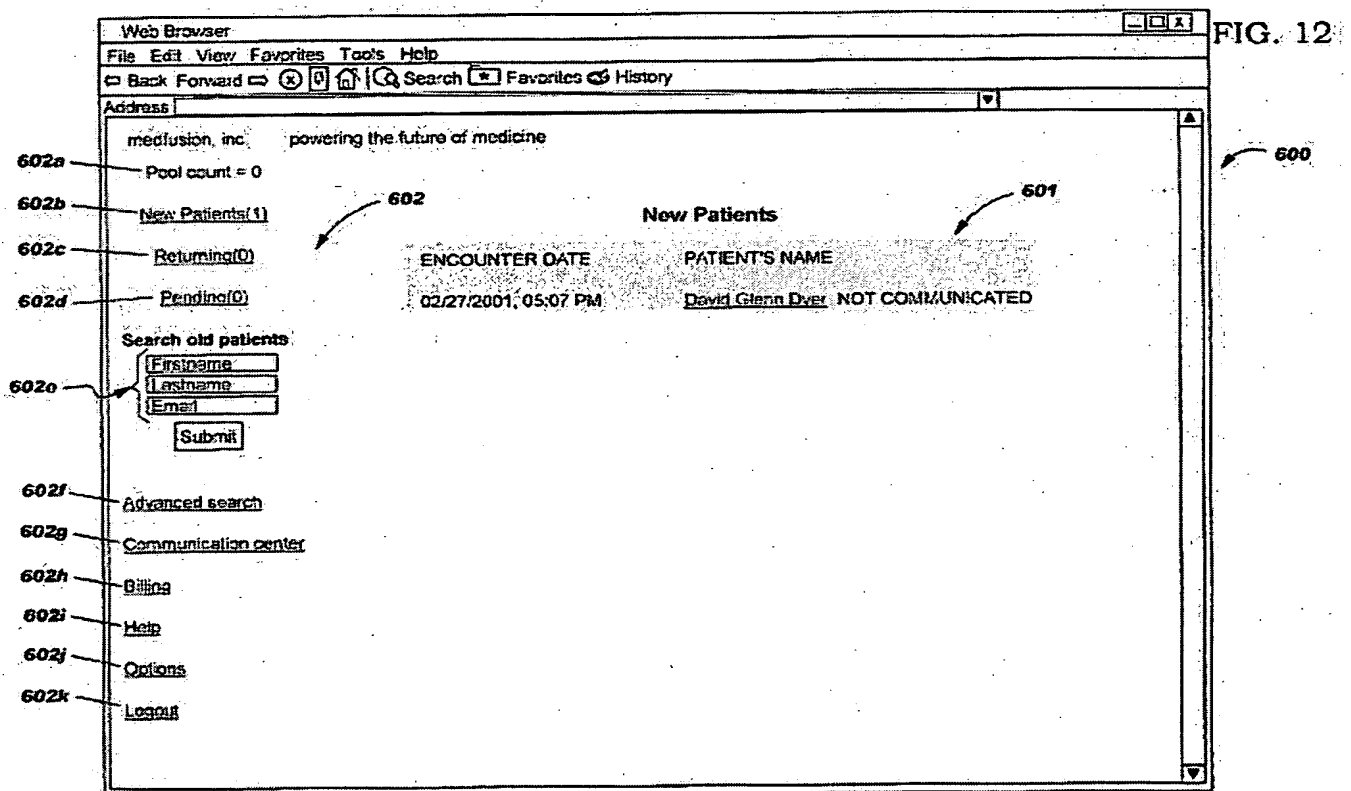 FIG. 12
Web Browser
File Edit View Favorites Tools Help
Back Forward Search Favorites History
Address
medfusion, inc. powering the future of medicine
602a Pool count = 0
600
602 601
602b New Patients(1) New Patients
602c Returning(0) ENCOUNTER DATE PATIENT'S NAME
602d Pending(0) 02/27/2001, 05:07 PM David Glenn Dyer NOT COMMUNICATED
Search old patients
Firstname
602e Lastname
Email
Submit
602f Advanced search
602g Communication center
602h Billing
602i Help
602j Options
602k Logout